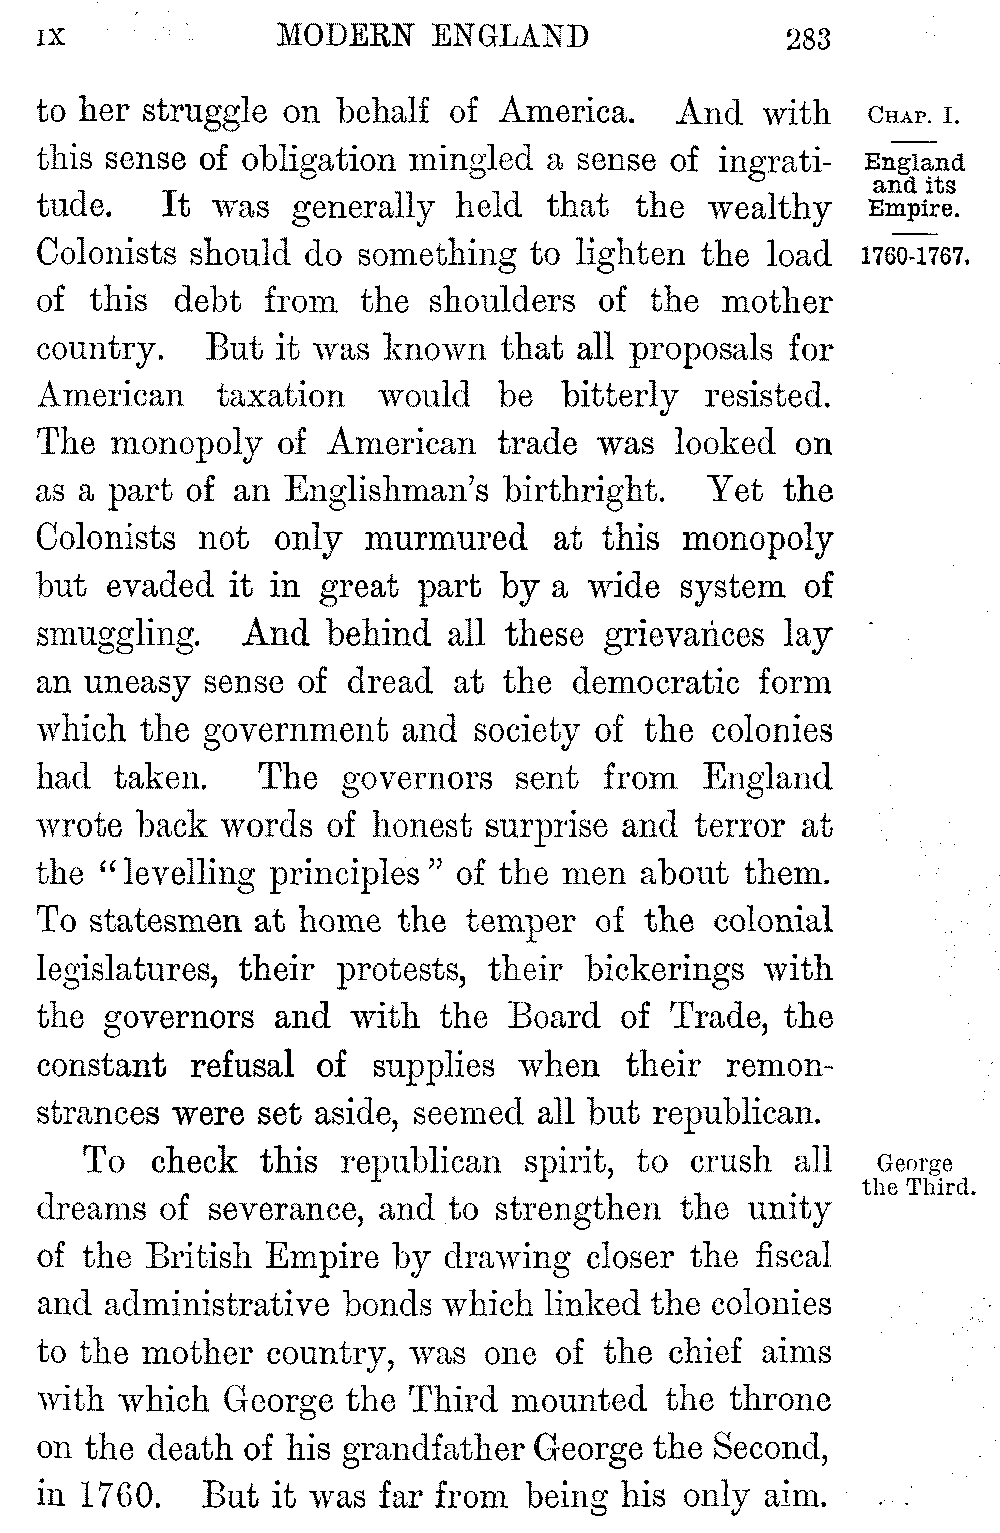 IX MODERN ENGLAND 283
to her struggle on behalf of America. And with
this sense of obligation mingled a sense of ingrati-
tude. It was generally held that the wealthy
Colonists should do something to lighten the load
of this debt from the shoulders of the mother
country. But it was known that all proposals for
American taxation would be bitterly resisted.
The monopoly of American trade was looked on
as a part of an Englishman's birthright. Yet the
Colonists not only murmured at this monopoly
but evaded it in great part by a wide system of
smuggling. And behind all these grievances lay
an uneasy sense of dread at the democratic form
which the government and society of the colonies
had taken. The governors sent from England
wrote back words of honest surprise and terror at
the "levelling principles" of the men about them.
To statesmen at home the temper of the colonial
legislatures, their protests, their bickerings with
the governors and with the Board of Trade, the
constant refusal of supplies when their remon-
strances were set aside, seemed all but republican.
To check this republican spirit, to crush all
dreams of severance, and to strengthen the unity
of the British Empire by drawing closer the fiscal
and administrative bonds which linked the colonies
to the mother country, was one of the chief aims
with which George the Third mounted the throne
on the death of his grandfather George the Second,
in 1760. But it was far from being his only aim.
CHAP. I.
England
and its
Empire.
1760-1767.
George
the Third.